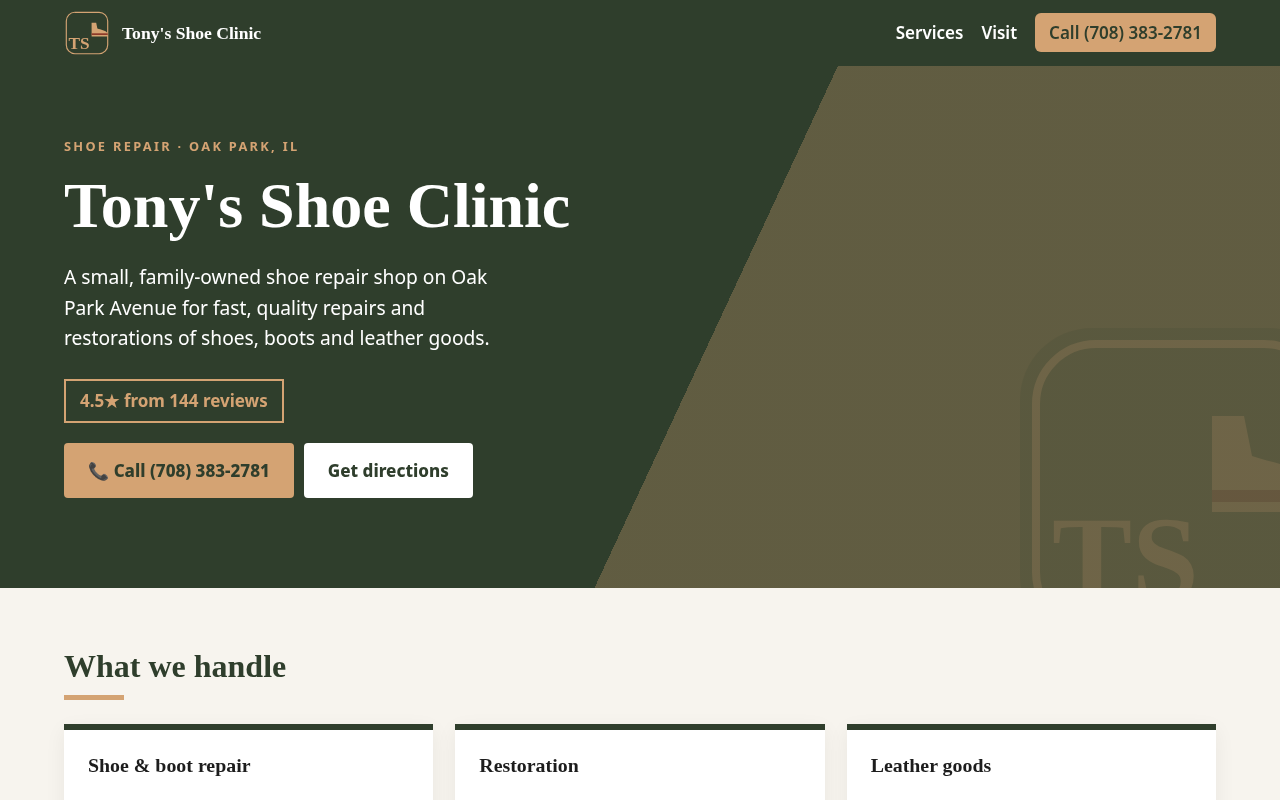 TS
Tony's Shoe Clinic
Services
Visit
Call (708) 383-2781
SHOE REPAIR · OAK PARK, IL
Tony's Shoe Clinic
A small, family-owned shoe repair shop on Oak
Park Avenue for fast, quality repairs and
restorations of shoes, boots and leather goods.
4.5★ from 144 reviews
📞 Call (708) 383-2781
Get directions
TS
What we handle
Shoe & boot repair
Restoration
Leather goods